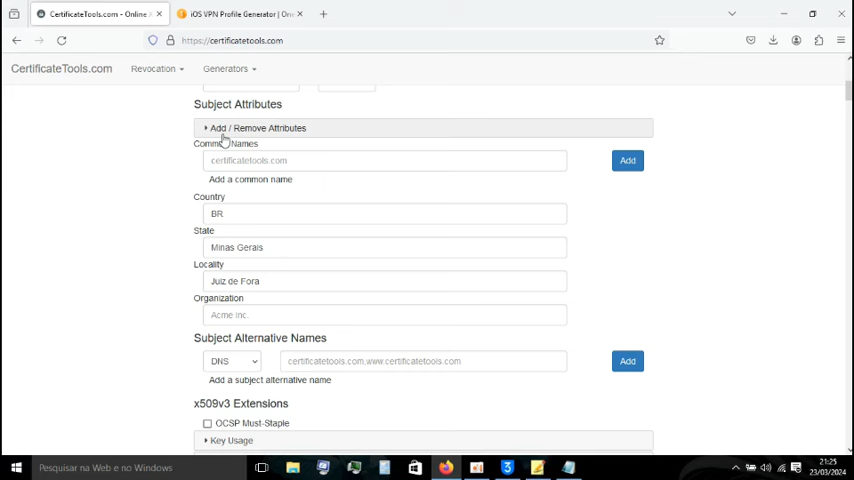 CertificateTools.com - Online X
iOS VPN Profile Generator | One
https://certificatetools.com
CertificateTools.com
Revocation
Generators
Subject Attributes
Add / Remove Attributes
Common Names
certificatetools.com
Add
Add a common name
Country
BR
State
Minas Gerais
Locality
Juiz de Fora
Organization
Acme Inc.
Subject Alternative Names
DNS
certificatetools.com,www.certificatetools.com
Add
Add a subject alternative name
x509v3 Extensions
OCSP Must-Staple
Key Usage
Pesquisar na Web e no Windows
21:25
23/03/2024